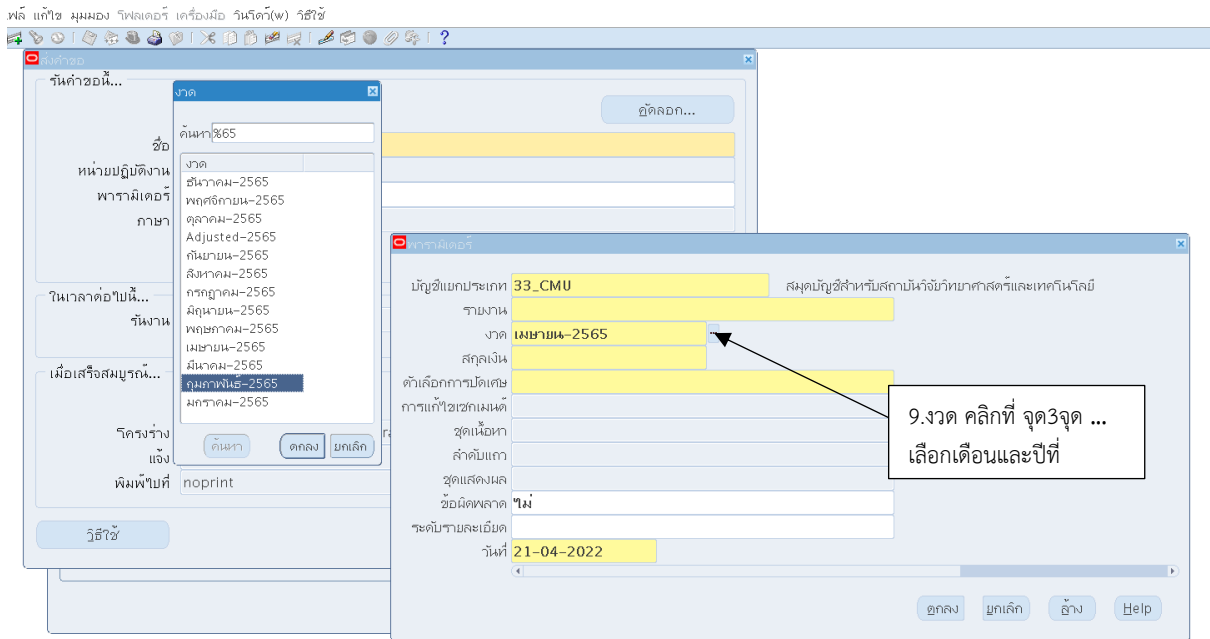 แก้ไข มุมมอง โฟลเดอร์ เครื่องมือ วินโดว์(w) วิธีใช้
ส่งคำขอ
รันคำขอนี้...
คัดลอก...
ชื่อ
หน่วยปฏิบัติงาน
พารามิเตอร์
ภาษา
ในเวลาต่อไปนี้...
รันงาน
เมื่อเสร็จสมบูรณ์...
โครงร่าง
แจ้ง
พิมพ์ไปที่ noprint
วิธีใช้
งวด
ค้นหา %65
งวด
ธันวาคม-2565
พฤศจิกายน-2565
ตุลาคม-2565
Adjusted-2565
กันยายน-2565
สิงหาคม-2565
กรกฎาคม-2565
มิถุนายน-2565
พฤษภาคม-2565
เมษายน-2565
มีนาคม-2565
กุมภาพันธ์-2565
มกราคม-2565
ค้นหา ตกลง ยกเลิก
พารามิเตอร์
บัญชีแยกประเภท 33_CMU สมุดบัญชีสำหรับสถาบันวิจัยวิทยาศาสตร์และเทคโนโลยี
รายงาน
งวด เมษายน-2565 ...
สกุลเงิน
ตัวเลือกการปัดเศษ
การแก้ไขเซกเมนต์
ชุดเนื้อหา
ลำดับแถว
ชุดแสดงผล
ข้อผิดพลาด ไม่
ระดับรายละเอียด
วันที่ 21-04-2022
ตกลง ยกเลิก ล้าง Help
9.งวด คลิกที่ จุด3จุด ...
เลือกเดือนและปีที่